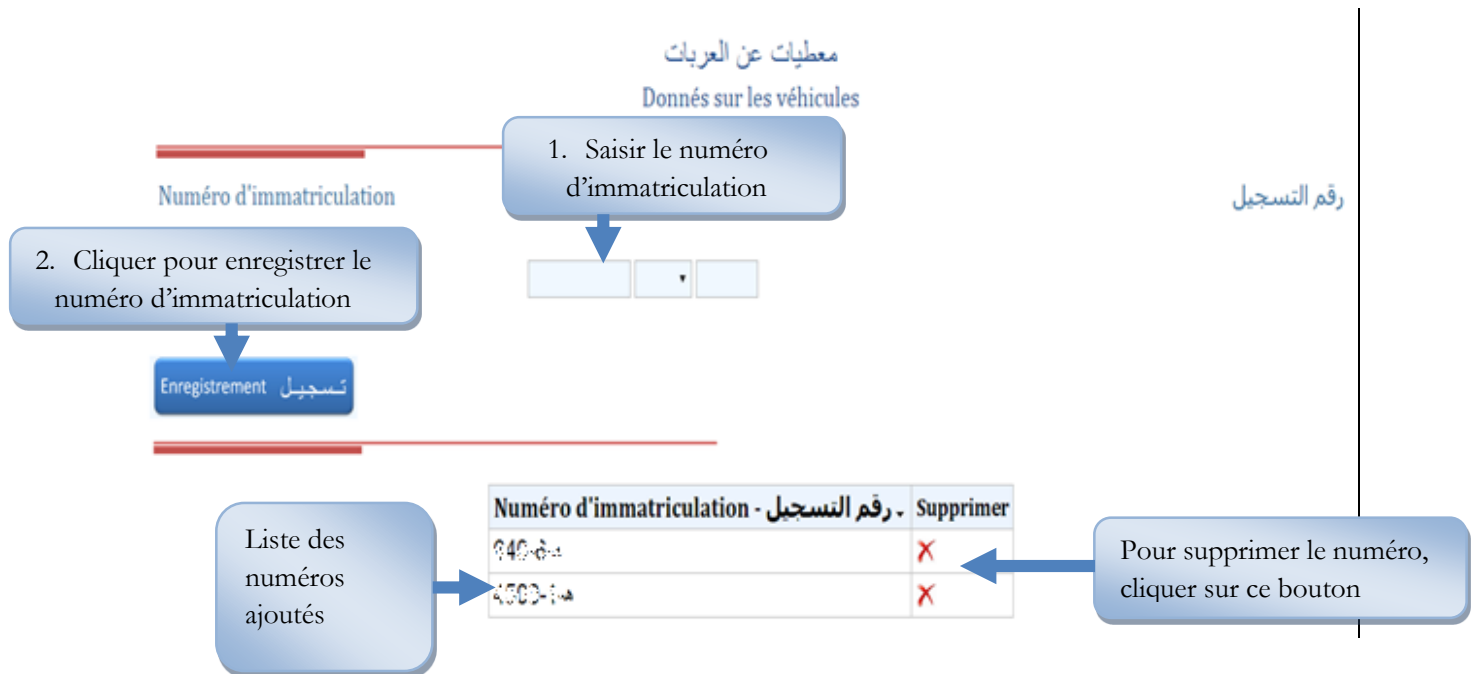 معطيات عن العربات
Donnés sur les véhicules
1. Saisir le numéro
d’immatriculation
Numéro d'immatriculation
رقم التسجيل
2. Cliquer pour enregistrer le
numéro d’immatriculation
Enregistrement تسجيل
Numéro d'immatriculation - رقم التسجيل Supprimer
Liste des
numéros
ajoutés
Pour supprimer le numéro,
cliquer sur ce bouton